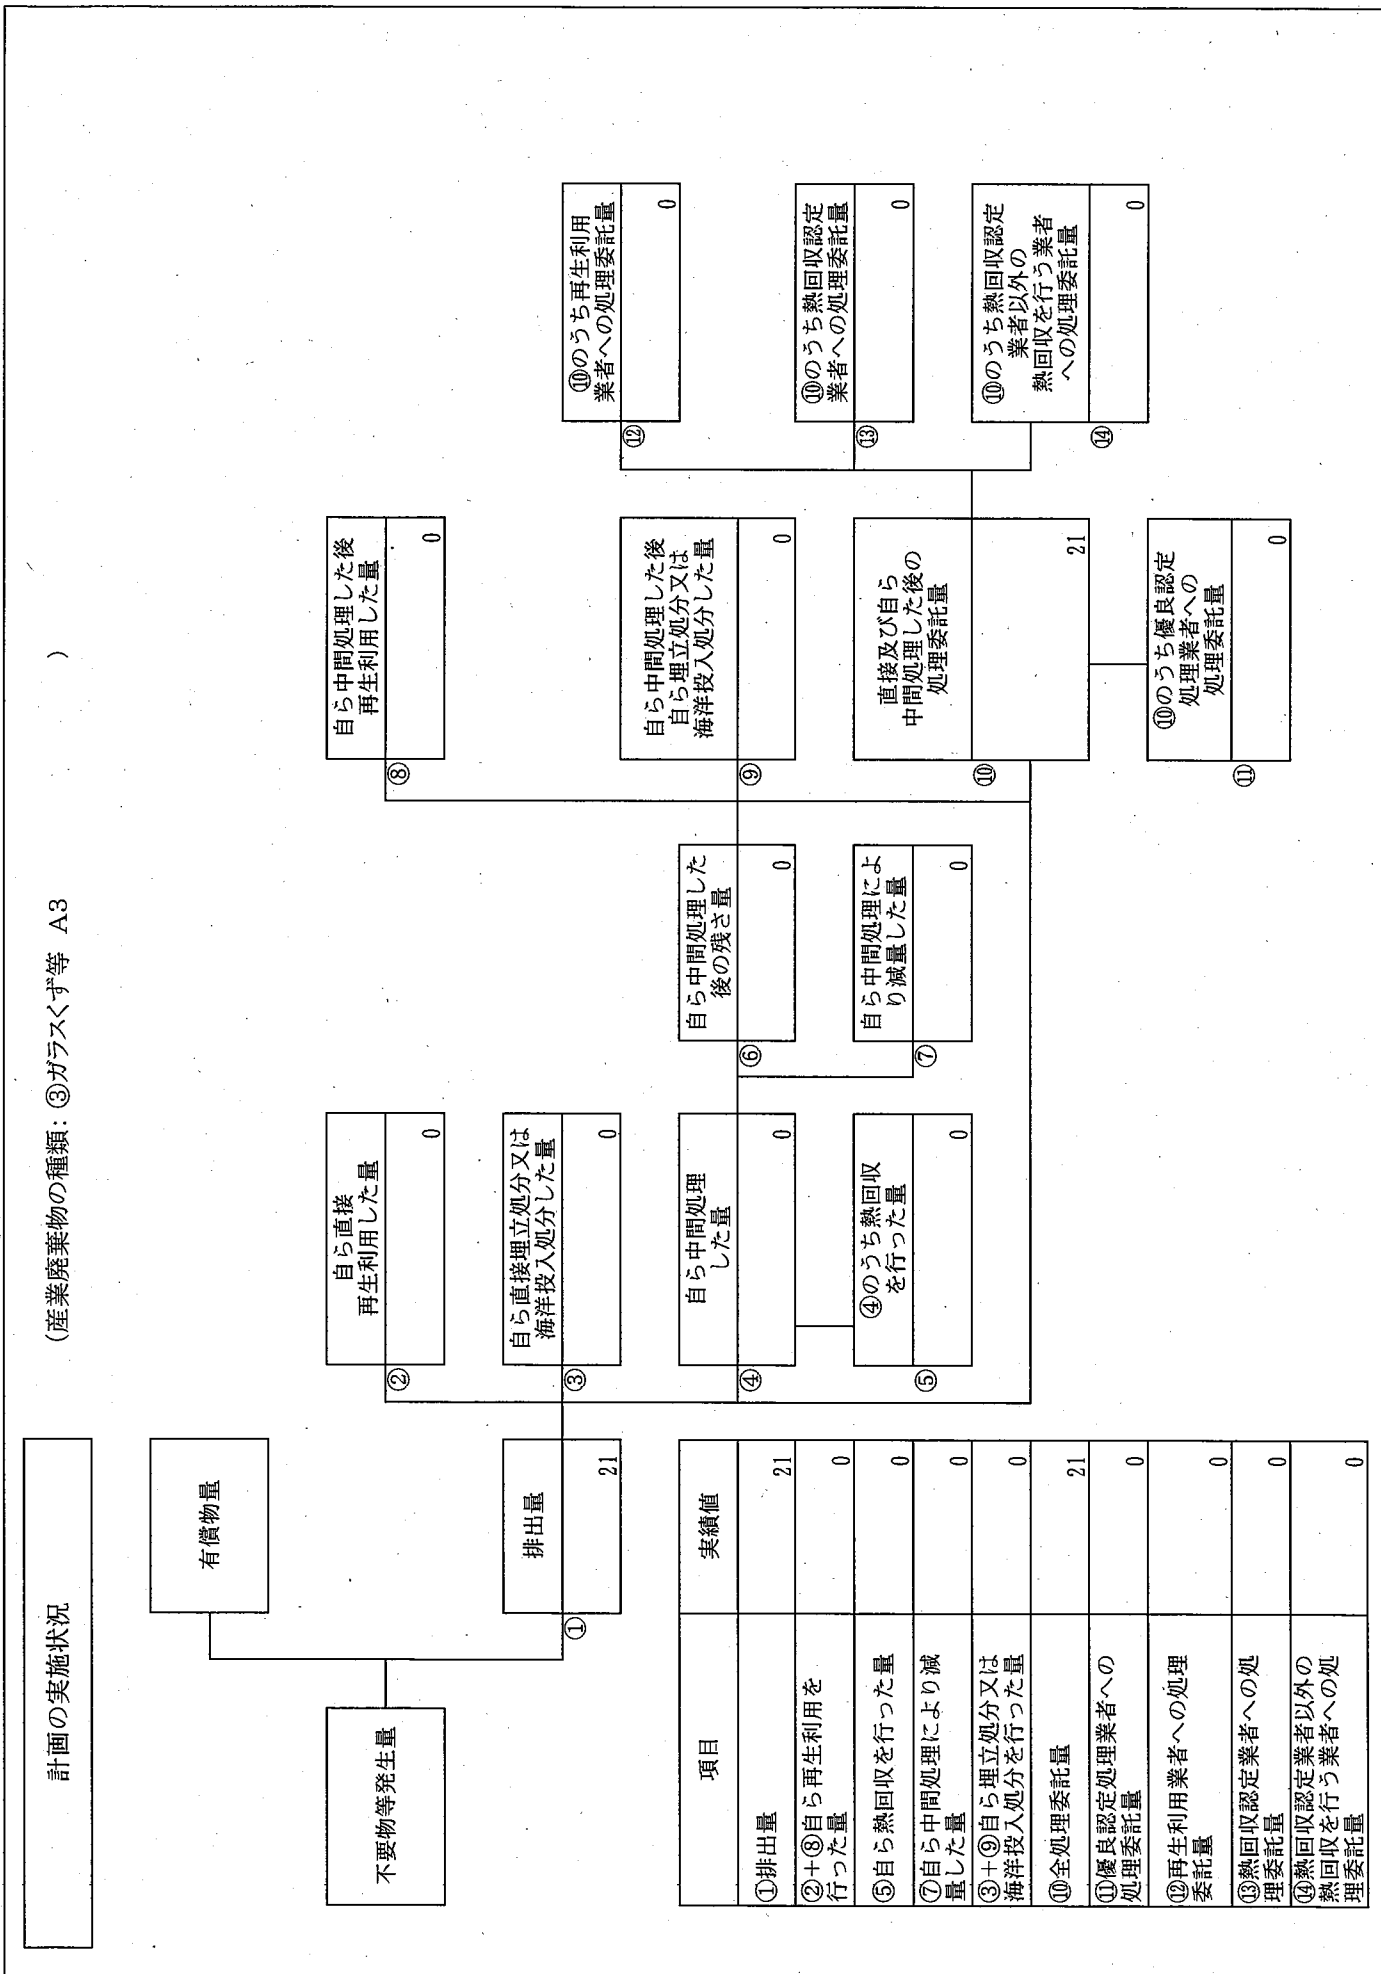 計画の実施状況
(産業廃棄物の種類：③ガラスくず等 A3 )
有償物量
不要物等発生量
排出量
①
21
自ら直接
再生利用した量
②
0
自ら直接埋立処分又は
海洋投入処分した量
③
0
自ら中間処理
した量
④
0
④のうち熱回収
を行った量
⑤
0
自ら中間処理した
後の残さ量
⑥
0
自ら中間処理によ
り減量した量
⑦
0
自ら中間処理した後
再生利用した量
⑧
0
自ら中間処理した後
自ら埋立処分又は
海洋投入処分した量
⑨
0
直接及び自ら
中間処理した後の
処理委託量
⑩
21
⑩のうち優良認定
処理業者への
処理委託量
⑪
0
⑩のうち再生利用
業者への処理委託量
⑫
0
⑩のうち熱回収認定
業者への処理委託量
⑬
0
⑩のうち熱回収認定
業者以外の
熱回収を行う業者
への処理委託量
⑭
0
項目 実績値
①排出量 21
②+⑧自ら再生利用を
行った量 0
⑤自ら熱回収を行った量 0
⑦自ら中間処理により減
量した量 0
③+⑨自ら埋立処分又は
海洋投入処分を行った量 0
⑩全処理委託量 21
⑪優良認定処理業者への
処理委託量 0
⑫再生利用業者への処理
委託量 0
⑬熱回収認定業者への処
理委託量 0
⑭熱回収認定業者以外の
熱回収を行う業者への処
理委託量 0